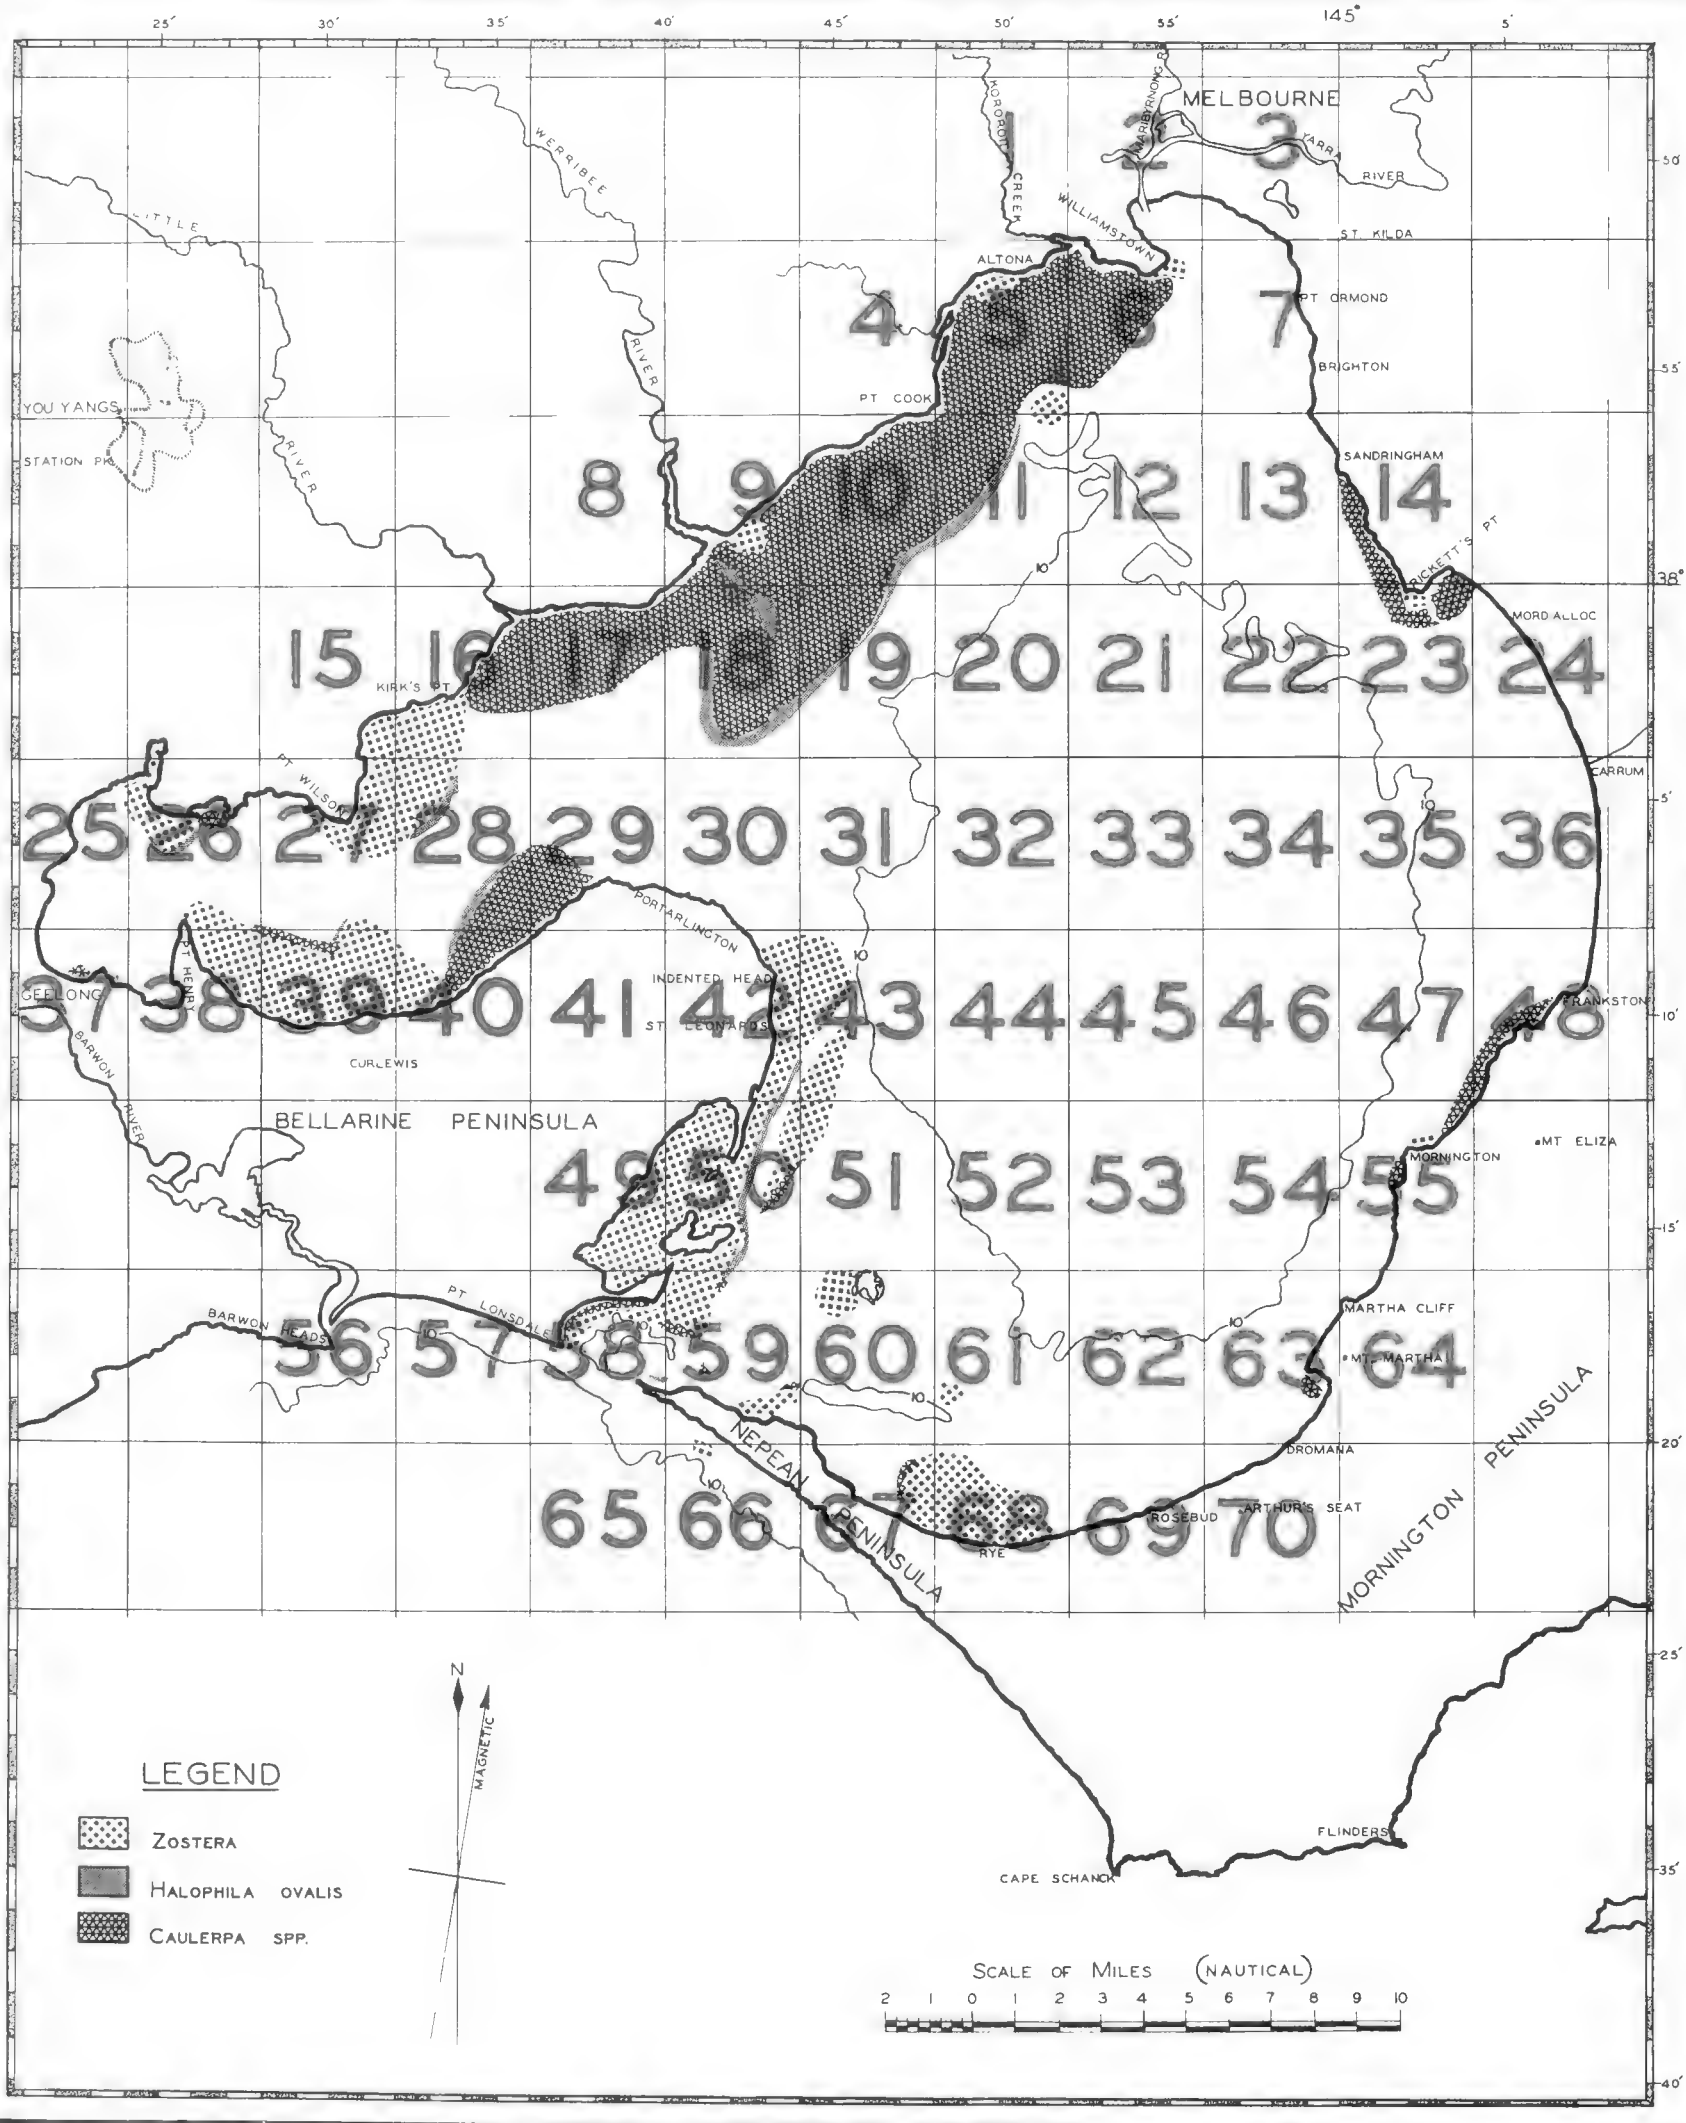 25′ 30′ 35′ 40′ 45′ 50′ 55′ 145° 5′
MELBOURNE
KOROROIT CREEK
MARIBYRNONG R
1 2 3
YARRA RIVER
50′
WERRIBEE RIVER
LITTLE RIVER
WILLIAMSTOWN
ST. KILDA
ALTONA
4 5 6 7
PT ORMOND
BRIGHTON
55′
PT COOK
YOU YANGS
STATION PK
SANDRINGHAM
8 9 10 11 12 13 14
RICKETT'S PT
10
38°
MORDIALLOC
15 16 17 18 19 20 21 22 23 24
KIRK'S PT
PT WILSON
CARRUM
5′
10
25 26 27 28 29 30 31 32 33 34 35 36
PORTARLINGTON
PT HENRY
10
INDENTED HEAD
GEELONG
FRANKSTON
37 38 39 40 41 42 43 44 45 46 47 48
10′
ST. LEONARDS
BARWON RIVER
CURLEWIS
BELLARINE PENINSULA
MT ELIZA
MORNINGTON
49 50 51 52 53 54 55
15′
PT LONSDALE
BARWON HEADS
MARTHA CLIFF
10 10 10
56 57 58 59 60 61 62 63 64
MT. MARTHA
10
NEPEAN PENINSULA
DROMANA
20′
MORNINGTON PENINSULA
10
65 66 67 68 69 70
ROSEBUD
ARTHUR'S SEAT
RYE
25′
N
MAGNETIC
LEGEND
ZOSTERA
HALOPHILA OVALIS
CAULERPA SPP.
FLINDERS
CAPE SCHANCK
35′
SCALE OF MILES (NAUTICAL)
2 1 0 1 2 3 4 5 6 7 8 9 10
40′